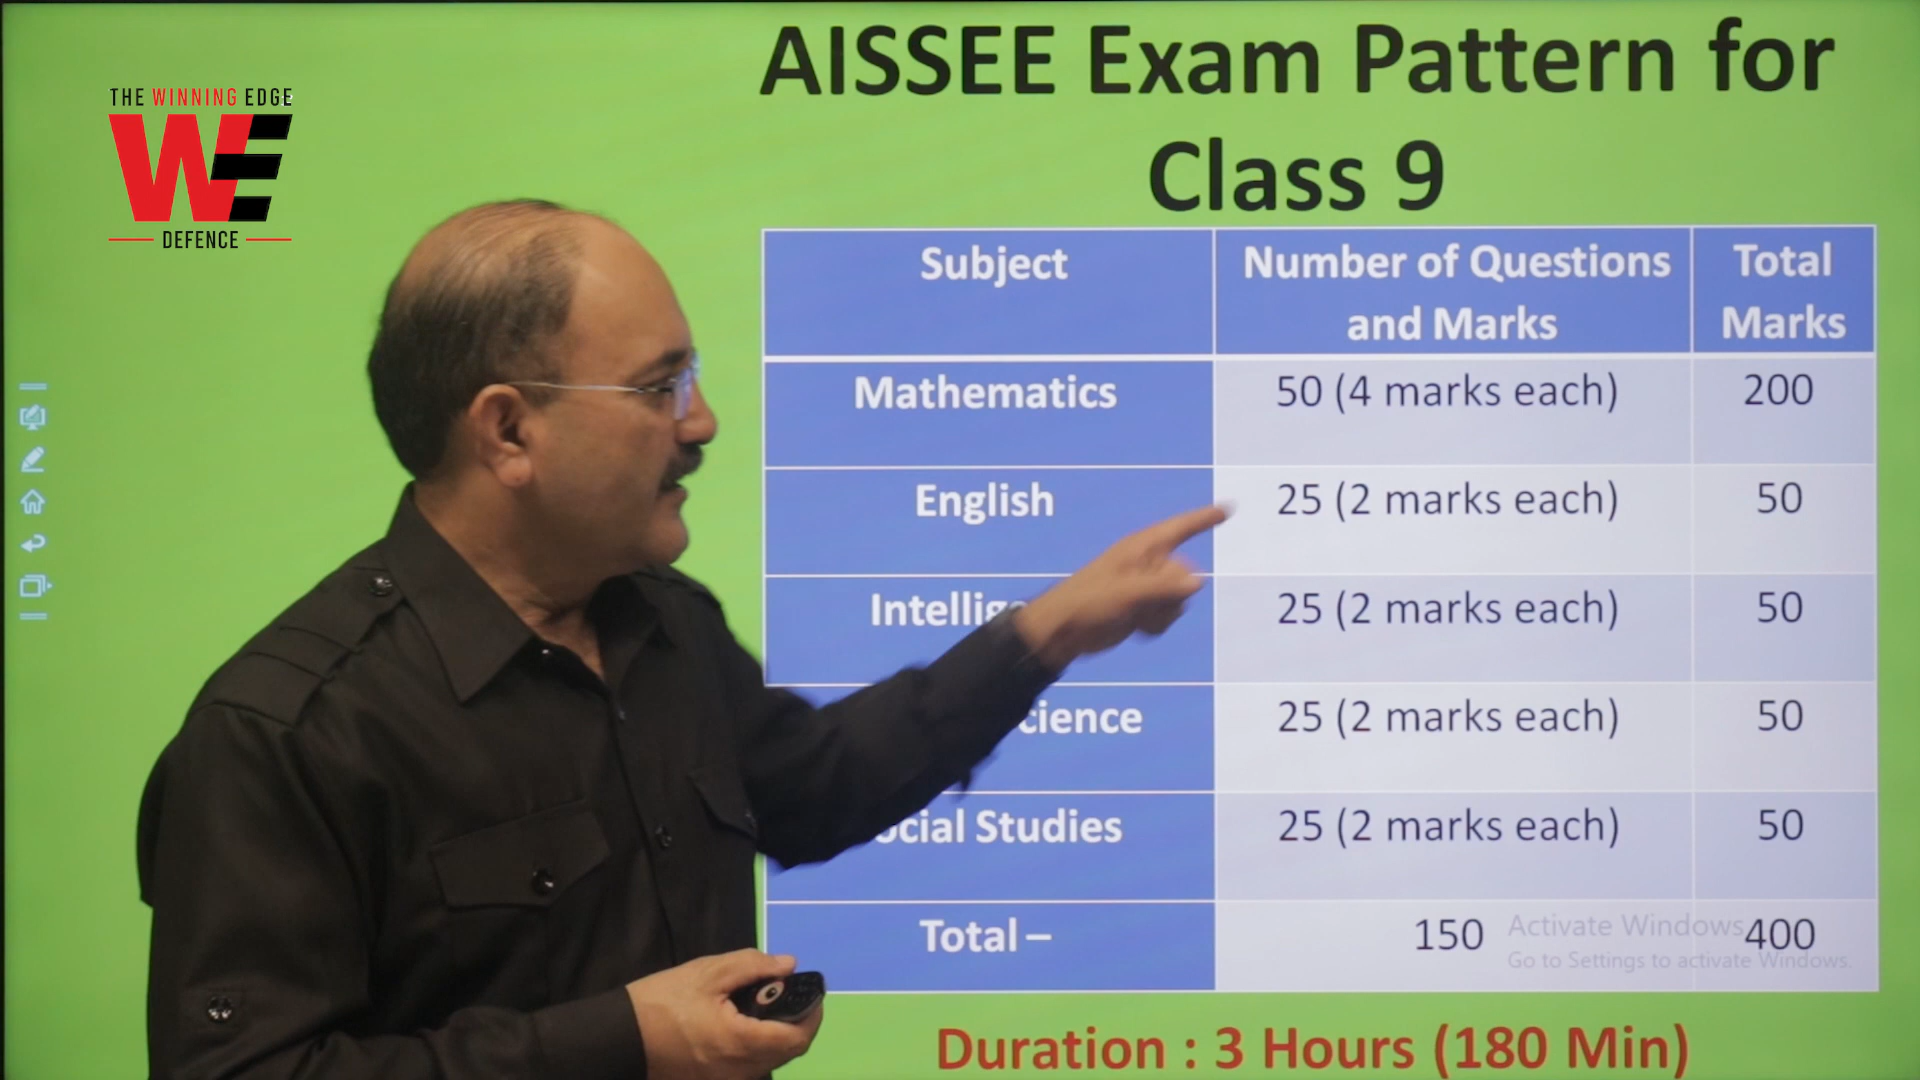 THE WINNING EDGE
WE
DEFENCE
AISSEE Exam Pattern for
Class 9
Subject
Number of Questions
and Marks
Total
Marks
Mathematics
50 (4 marks each)
200
English
25 (2 marks each)
50
25 (2 marks each)
50
25 (2 marks each)
50
Studies
25 (2 marks each)
50
Total –
150
400
Activate Windows
Go to Settings to activate Windows.
Duration : 3 Hours (180 Min)